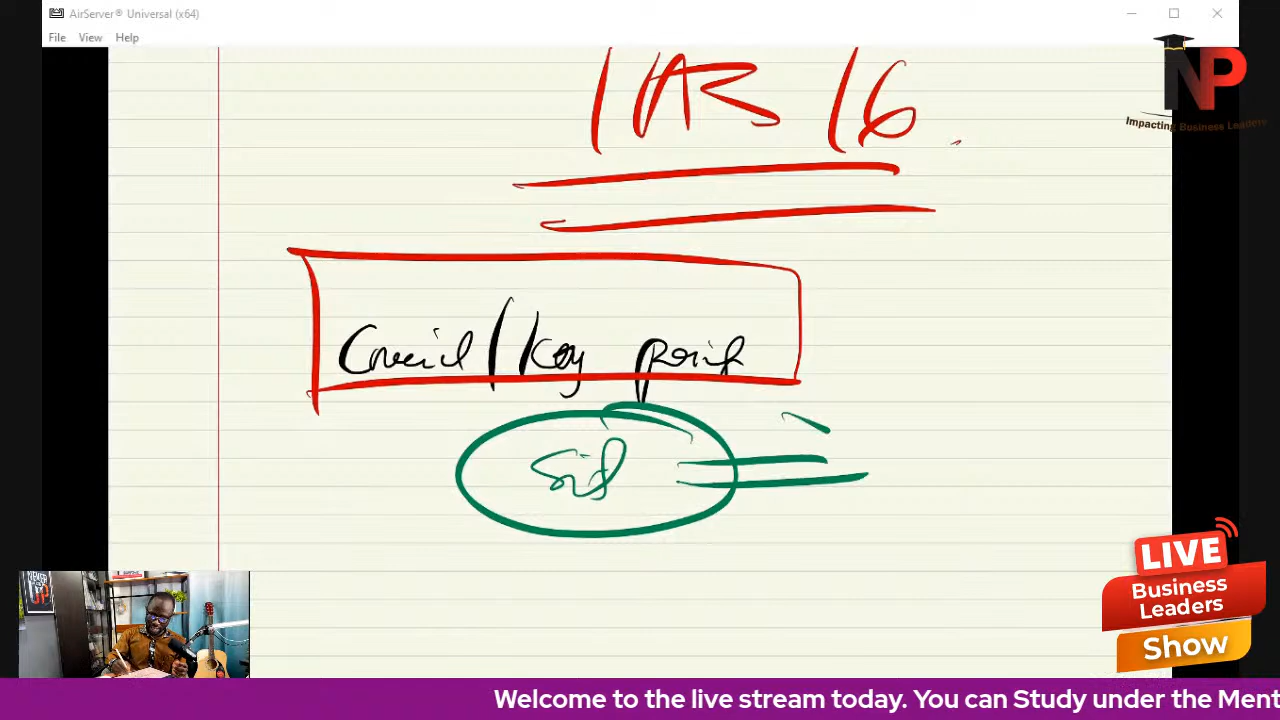 AirServer® Universal (x64)
File View Help
IAS 16
NP
Impacting Business Leaders
Crucial/key point
LIVE
Business
Leaders
Show
Welcome to the live stream today. You can Study under the Ment